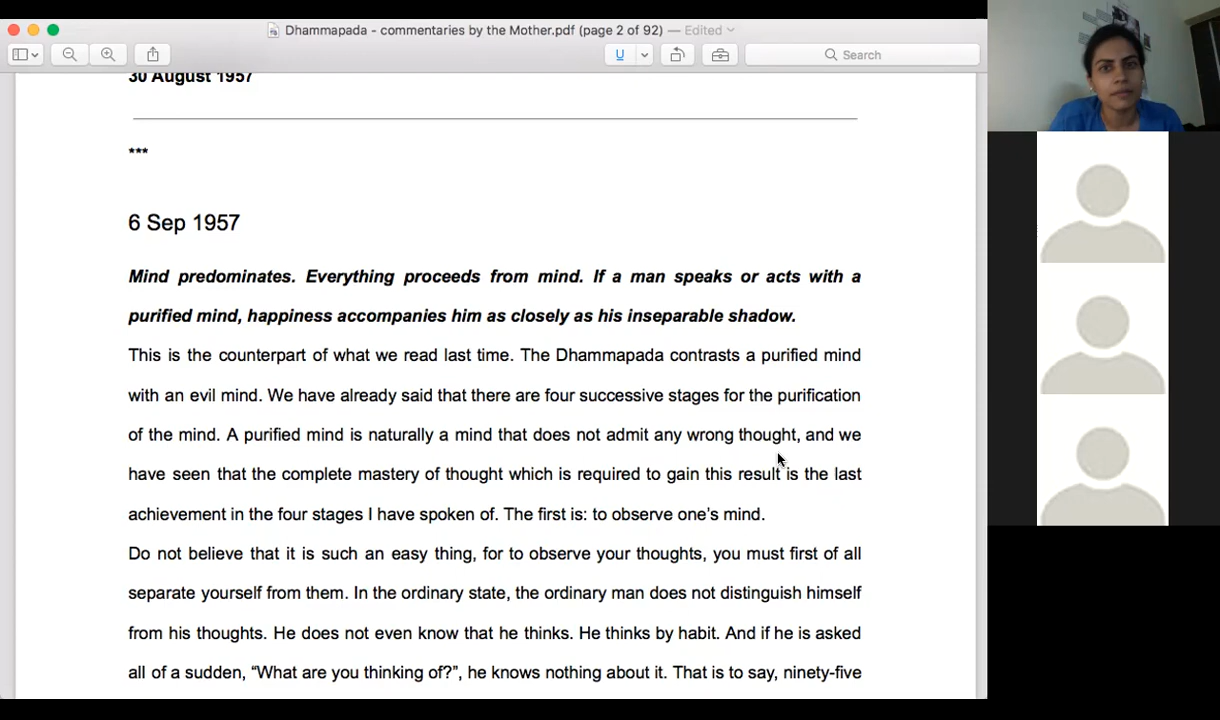 Dhammapada - commentaries by the Mother.pdf (page 2 of 92) — Edited
U
Search
30 August 1957
***
6 Sep 1957
Mind predominates. Everything proceeds from mind. If a man speaks or acts with a
purified mind, happiness accompanies him as closely as his inseparable shadow.
This is the counterpart of what we read last time. The Dhammapada contrasts a purified mind
with an evil mind. We have already said that there are four successive stages for the purification
of the mind. A purified mind is naturally a mind that does not admit any wrong thought, and we
have seen that the complete mastery of thought which is required to gain this result is the last
achievement in the four stages I have spoken of. The first is: to observe one’s mind.
Do not believe that it is such an easy thing, for to observe your thoughts, you must first of all
separate yourself from them. In the ordinary state, the ordinary man does not distinguish himself
from his thoughts. He does not even know that he thinks. He thinks by habit. And if he is asked
all of a sudden, “What are you thinking of?”, he knows nothing about it. That is to say, ninety-five